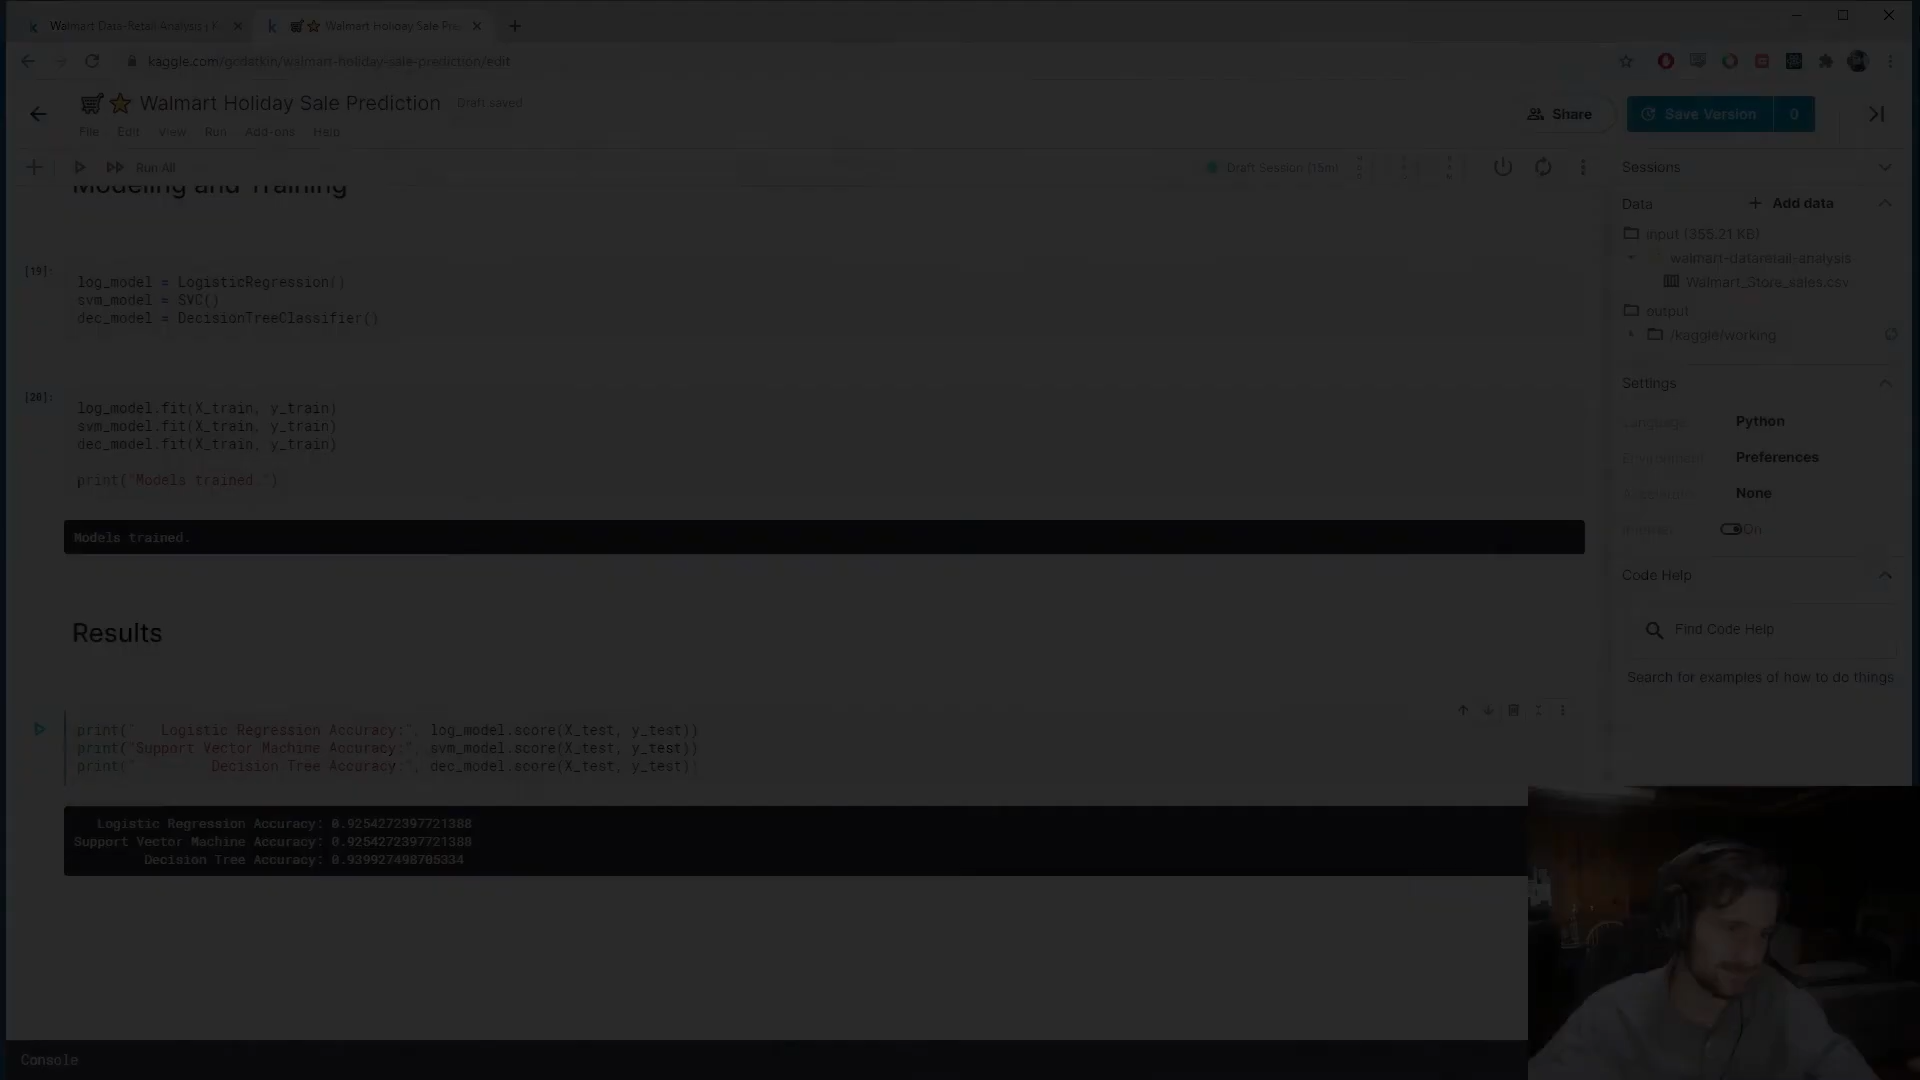 Walmart Data-Retail Analysis | K
Walmart Holiday Sale Pre
kaggle.com/gcdatkin/walmart-holiday-sale-prediction/edit
Walmart Holiday Sale Prediction Draft saved
Share
Save Version 0
File Edit View Run Add-ons Help
Run All
Draft Session (15m)
Modeling and Training
[19]:
log_model = LogisticRegression()
svm_model = SVC()
dec_model = DecisionTreeClassifier()
[20]:
log_model.fit(X_train, y_train)
svm_model.fit(X_train, y_train)
dec_model.fit(X_train, y_train)
print("Models trained.")
Models trained.
Results
print("   Logistic Regression Accuracy:", log_model.score(X_test, y_test))
print("Support Vector Machine Accuracy:", svm_model.score(X_test, y_test))
print("         Decision Tree Accuracy:", dec_model.score(X_test, y_test))
Logistic Regression Accuracy: 0.9254272397721388
Support Vector Machine Accuracy: 0.9254272397721388
Decision Tree Accuracy: 0.939927498705334
Console
Sessions
Data
+ Add data
input (355.21 KB)
walmart-dataretail-analysis
Walmart_Store_sales.csv
output
/kaggle/working
Settings
Language Python
Environment Preferences
None
Internet On
Code Help
Find Code Help
Search for examples of how to do things